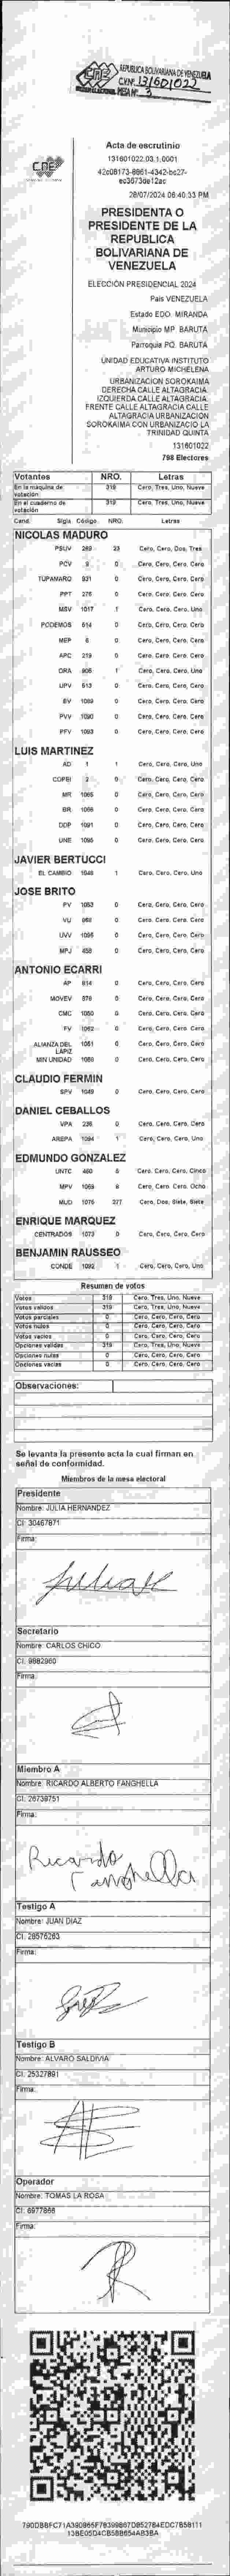 CNE
REPUBLICA BOLIVARIANA DE VENEZUELA
CVN: 131601022
MESA Nº 3
Acta de escrutinio
131601022.03.1.0001
28/07/2024 06:40:33 PM
PRESIDENTA O
PRESIDENTE DE LA
REPUBLICA
BOLIVARIANA DE
VENEZUELA
ELECCIÓN PRESIDENCIAL 2024
País VENEZUELA
Estado EDO. MIRANDA
Municipio MP. BARUTA
Parroquia PQ. BARUTA
UNIDAD EDUCATIVA INSTITUTO
ARTURO MICHELENA
URBANIZACION SOROKAIMA
DERECHA CALLE ALTAGRACIA.
IZQUIERDA CALLE ALTAGRACIA.
FRENTE CALLE ALTAGRACIA CALLE
ALTAGRACIA URBANIZACION
SOROKAIMA CON URBANIZACIO LA
TRINIDAD QUINTA
131601022
798 Electores
Votantes NRO. Letras
En la maquina de votación 319 Cero, Tres, Uno, Nueve
En el cuaderno de votación 319 Cero, Tres, Uno, Nueve
Cand. Sigla Código NRO. Letras
NICOLAS MADURO
PSUV 289 23 Cero, Cero, Dos, Tres
PCV 9 0 Cero, Cero, Cero, Cero
TUPAMARO 931 0 Cero, Cero, Cero, Cero
PPT 275 0 Cero, Cero, Cero, Cero
MSV 1017 1 Cero, Cero, Cero, Uno
PODEMOS 514 0 Cero, Cero, Cero, Cero
MEP 6 0 Cero, Cero, Cero, Cero
APC 219 0 Cero, Cero, Cero, Cero
ORA 905 1 Cero, Cero, Cero, Uno
UPV 513 0 Cero, Cero, Cero, Cero
EV 1089 0 Cero, Cero, Cero, Cero
PVV 1090 0 Cero, Cero, Cero, Cero
PFV 1093 0 Cero, Cero, Cero, Cero
LUIS MARTINEZ
AD 1 1 Cero, Cero, Cero, Uno
COPEI 2 0 Cero, Cero, Cero, Cero
MR 1065 0 Cero, Cero, Cero, Cero
BR 1056 0 Cero, Cero, Cero, Cero
DDP 1091 0 Cero, Cero, Cero, Cero
UNE 1095 0 Cero, Cero, Cero, Cero
JAVIER BERTUCCI
EL CAMBIO 1048 1 Cero, Cero, Cero, Uno
JOSE BRITO
PV 1053 0 Cero, Cero, Cero, Cero
VU 968 0 Cero, Cero, Cero, Cero
UVV 1096 0 Cero, Cero, Cero, Cero
MPJ 450 0 Cero, Cero, Cero, Cero
ANTONIO ECARRI
AP 914 0 Cero, Cero, Cero, Cero
MOVEV 976 0 Cero, Cero, Cero, Cero
CMC 1050 0 Cero, Cero, Cero, Cero
FV 1062 0 Cero, Cero, Cero, Cero
ALIANZA DEL LAPIZ 1051 0 Cero, Cero, Cero, Cero
MIN UNIDAD 1088 0 Cero, Cero, Cero, Cero
CLAUDIO FERMIN
SPV 1049 0 Cero, Cero, Cero, Cero
DANIEL CEBALLOS
VPA 236 0 Cero, Cero, Cero, Cero
AREPA 1094 1 Cero, Cero, Cero, Uno
EDMUNDO GONZALEZ
UNTC 460 5 Cero, Cero, Cero, Cinco
MPV 1069 8 Cero, Cero, Cero, Ocho
MUD 1076 277 Cero, Dos, Siete, Siete
ENRIQUE MARQUEZ
CENTRADOS 1073 0 Cero, Cero, Cero, Cero
BENJAMIN RAUSSEO
CONDE 1092 1 Cero, Cero, Cero, Uno
Resumen de votos
Votos 319 Cero, Tres, Uno, Nueve
Votos validos 319 Cero, Tres, Uno, Nueve
Votos parciales 0 Cero, Cero, Cero, Cero
Votos nulos 0 Cero, Cero, Cero, Cero
Votos vacios 0 Cero, Cero, Cero, Cero
Opciones validas 319 Cero, Tres, Uno, Nueve
Opciones nulas 0 Cero, Cero, Cero, Cero
Opciones vacias 0 Cero, Cero, Cero, Cero
Observaciones:
Se levanta la presente acta la cual firman en
señal de conformidad.
Miembros de la mesa electoral
Presidente
Nombre: JULIA HERNANDEZ
CI: 30467871
Firma:
Secretario
Nombre: CARLOS CHICO
CI: 9882960
Firma:
Miembro A
Nombre: RICARDO ALBERTO FANGHELLA
CI: 26739751
Firma:
Ricardo
Fanghella
Testigo A
Nombre: JUAN DIAZ
CI: 28575263
Firma:
Testigo B
Nombre: ALVARO SALDIVIA
CI: 25327891
Firma:
Operador
Nombre: TOMAS LA ROSA
CI: 6977866
Firma: